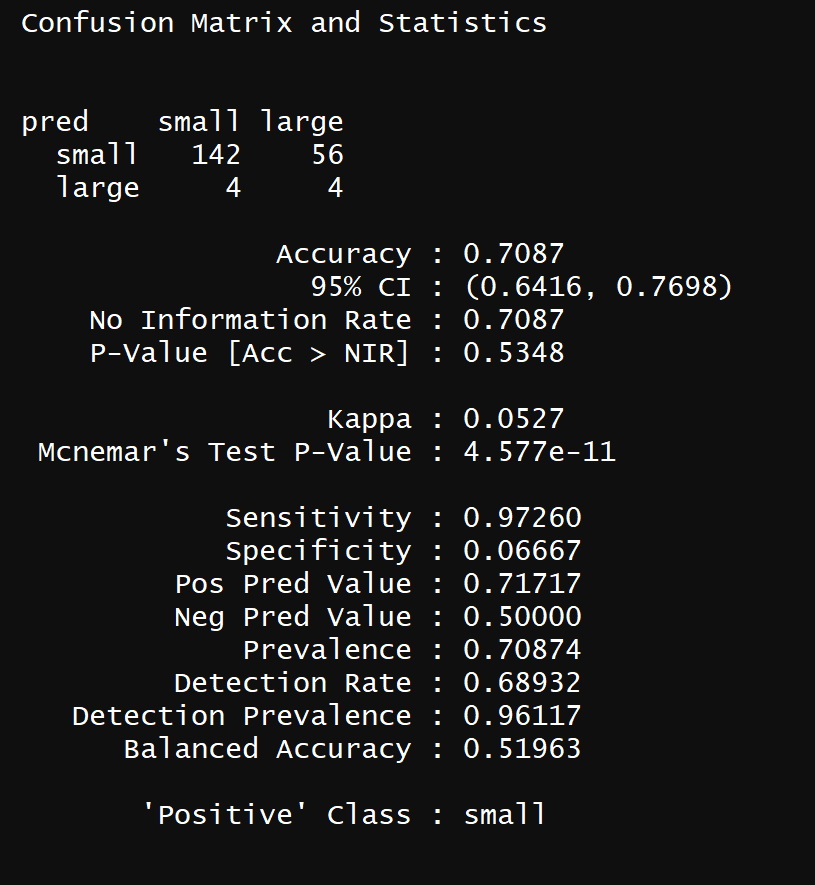 Confusion Matrix and Statistics
pred    small large
  small   142    56
  large     4     4
Accuracy : 0.7087
95% CI : (0.6416, 0.7698)
No Information Rate : 0.7087
P-Value [Acc > NIR] : 0.5348
Kappa : 0.0527
Mcnemar's Test P-Value : 4.577e-11
Sensitivity : 0.97260
Specificity : 0.06667
Pos Pred Value : 0.71717
Neg Pred Value : 0.50000
Prevalence : 0.70874
Detection Rate : 0.68932
Detection Prevalence : 0.96117
Balanced Accuracy : 0.51963
'Positive' Class : small